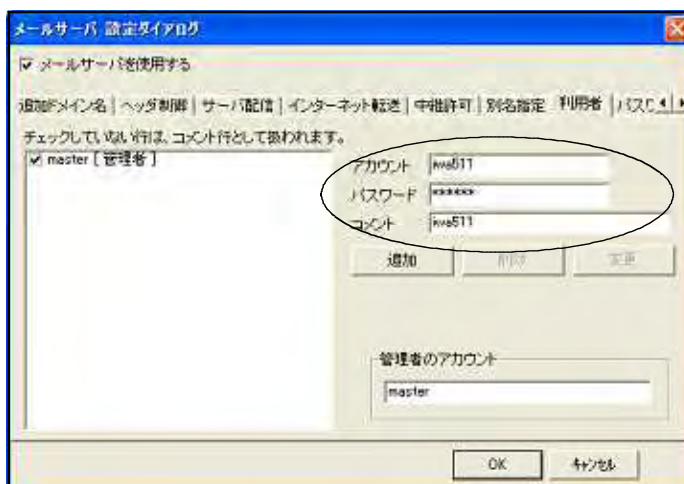 メールサーバ 設定ダイアログ
メールサーバを使用する
追加ドメイン名 ヘッダ制御 サーバ配信 インターネット転送 中継許可 別名指定 利用者
チェックしていない行は、コメント行として扱われます。
master [ 管理者 ]
アカウント
パスワード ******
コメント
追加 削除 変更
管理者のアカウント
master
OK キャンセル